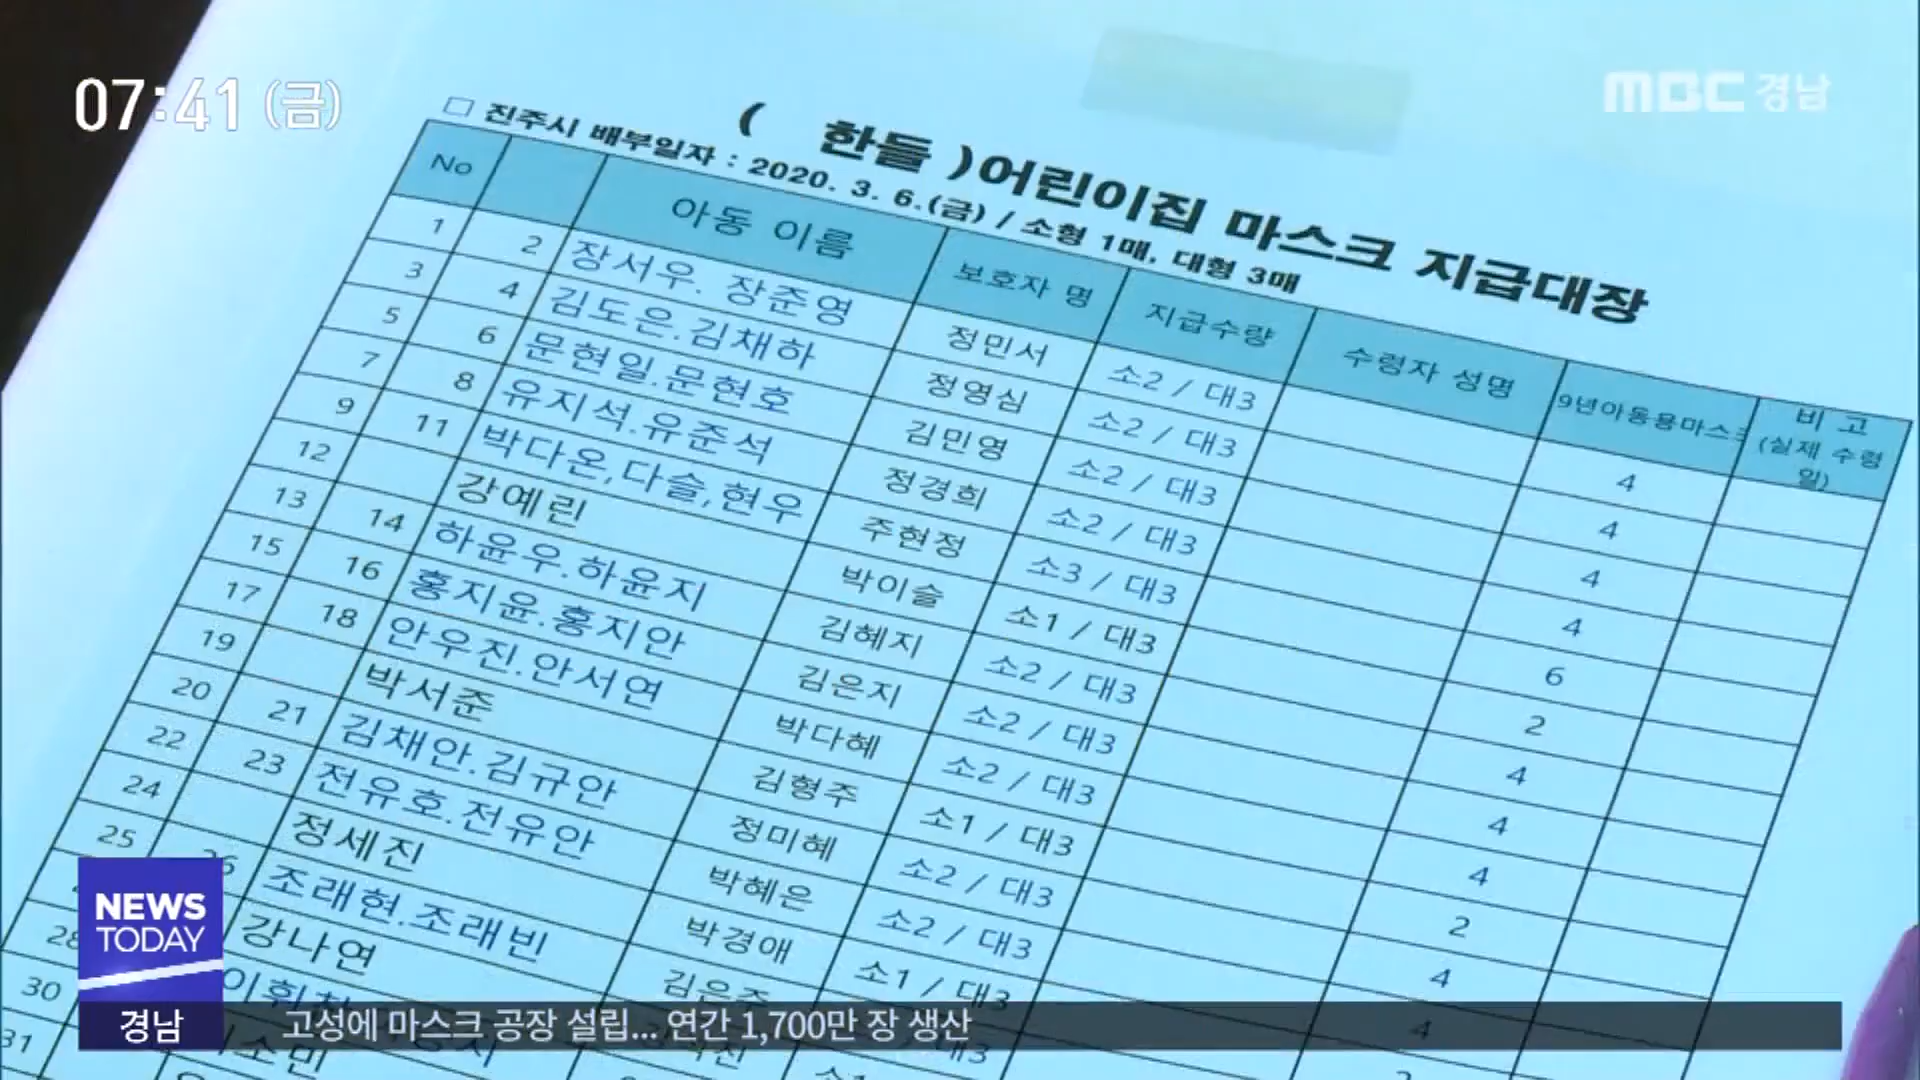 07:41 (금)
MBC 경남
( 한들 )어린이집 마스크 지급대장
□ 진주시 배부일자 : 2020. 3. 6.(금) / 소형 1매, 대형 3매
No 아동 이름 보호자 명 지급수량 수령자 성명 9년아동용마스크 비 고 (실제 수령일)
1 2 장서우. 장준영 정민서 소2 / 대3 4
3 4 김도은.김채하 정영심 소2 / 대3 4
5 6 문현일.문현호 김민영 소2 / 대3 4
7 8 유지석.유준석 정경희 소2 / 대3 4
9 11 박다온,다슬,현우 주현정 소3 / 대3 6
12 강예린 박이슬 소1 / 대3 2
13 14 하윤우.하윤지 김혜지 소2 / 대3 4
15 16 홍지윤.홍지안 김은지 소2 / 대3 4
17 18 안우진.안서연 박다혜 소2 / 대3 4
19 박서준 김형주 소1 / 대3 2
20 21 김채안.김규안 정미혜 소2 / 대3 4
22 23 전유호.전유안 박혜은 소2 / 대3 4
24 정세진 박경애 소1 / 대3
25 26 조래현.조래빈
28 강나연
30
31
NEWS
TODAY
경남
고성에 마스크 공장 설립... 연간 1,700만 장 생산